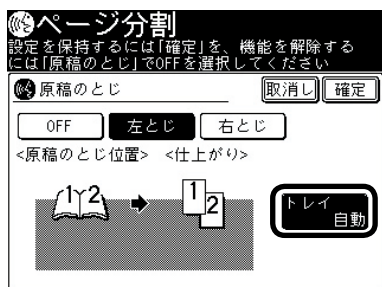 ページ分割
設定を保持するには「確定」を、機能を解除する
には「原稿のとじ」でOFFを選択してください
原稿のとじ 取消し 確定
OFF 左とじ 右とじ
<原稿のとじ位置> <仕上がり>
1 2 1 2
トレイ
自動